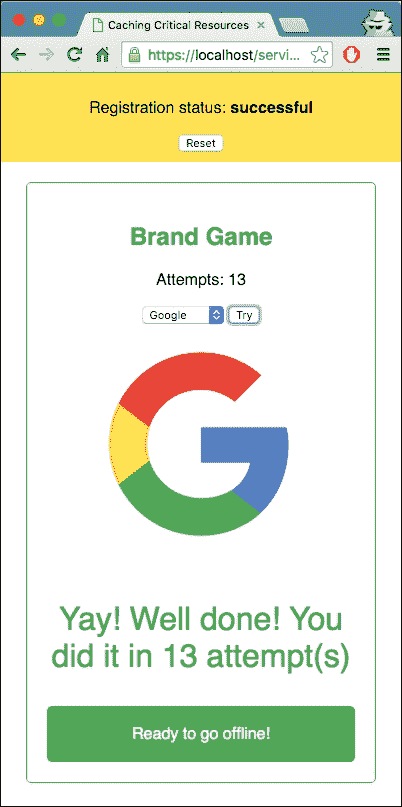 Caching Critical Resources
https://localhost/servi...
Registration status: successful
Reset
Brand Game
Attempts: 13
Google Try
G
Yay! Well done! You
did it in 13 attempt(s)
Ready to go offline!